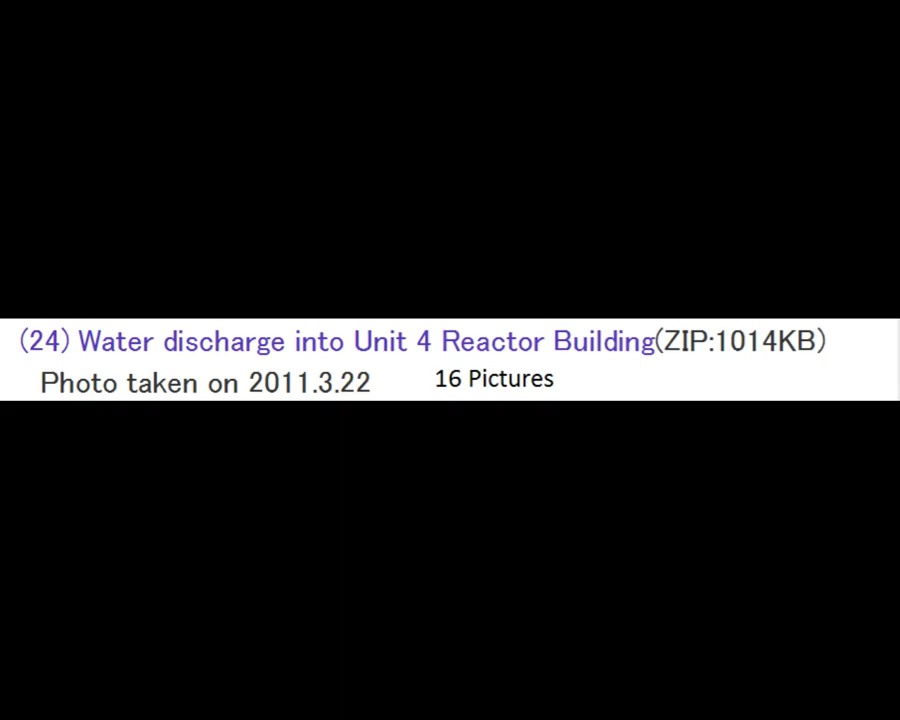 (24) Water discharge into Unit 4 Reactor Building(ZIP:1014KB)
Photo taken on 2011.3.22 16 Pictures